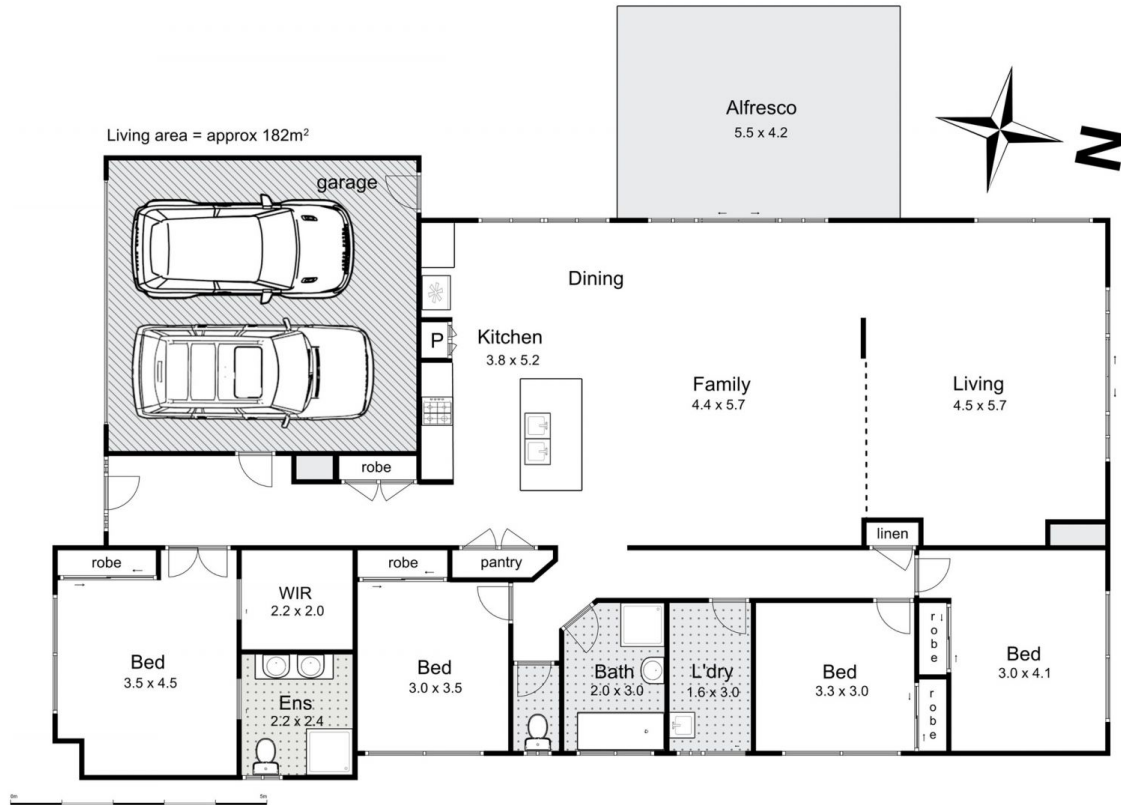 Alfresco
5.5 x 4.2
N
Living area = approx 182m²
garage
Dining
Kitchen
3.8 x 5.2
P
Family
4.4 x 5.7
Living
4.5 x 5.7
robe
linen
robe
WIR
2.2 x 2.0
robe
pantry
Bed
3.5 x 4.5
Ens
2.2 x 2.4
Bed
3.0 x 3.5
Bath
2.0 x 3.0
L'dry
1.6 x 3.0
Bed
3.3 x 3.0
robe
robe
Bed
3.0 x 4.1
0m
5m